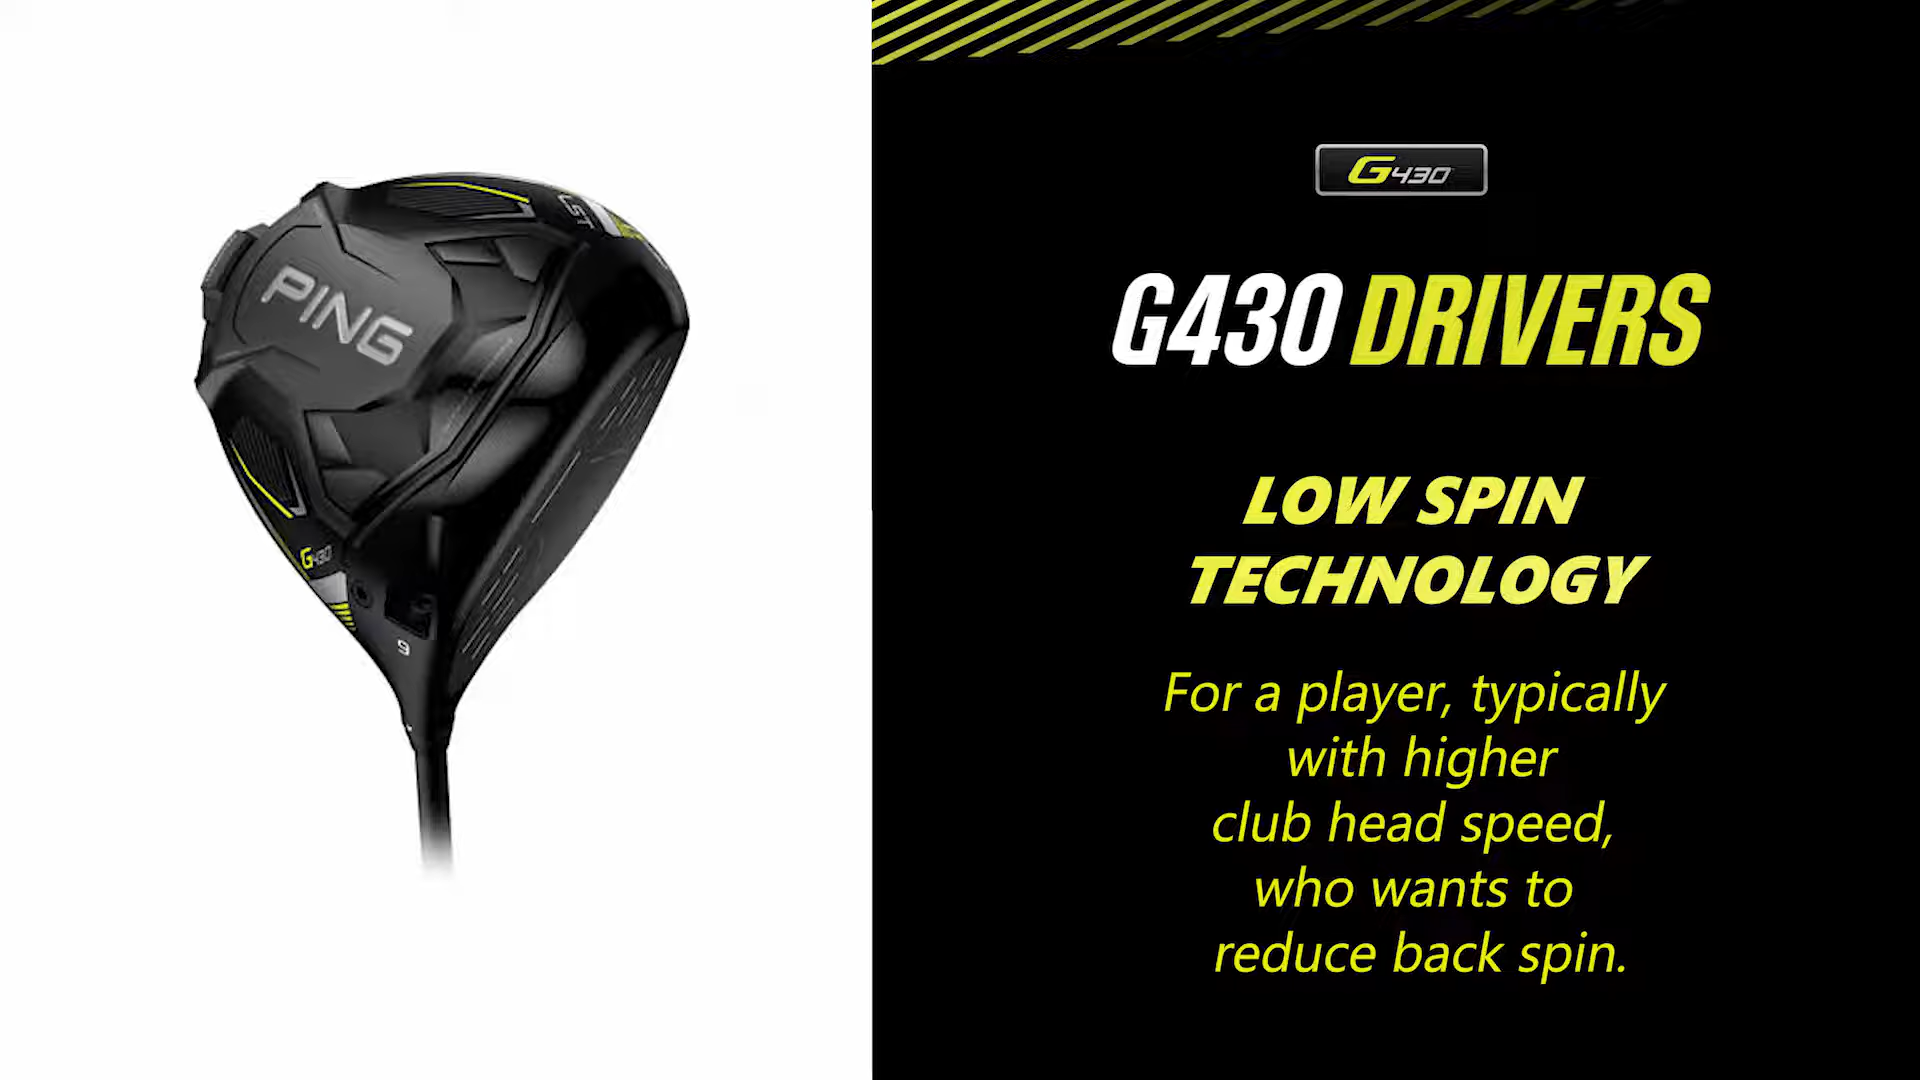 LST
PING
G430
9
G430
G430 DRIVERS
LOW SPIN
TECHNOLOGY
For a player, typically
with higher
club head speed,
who wants to
reduce back spin.